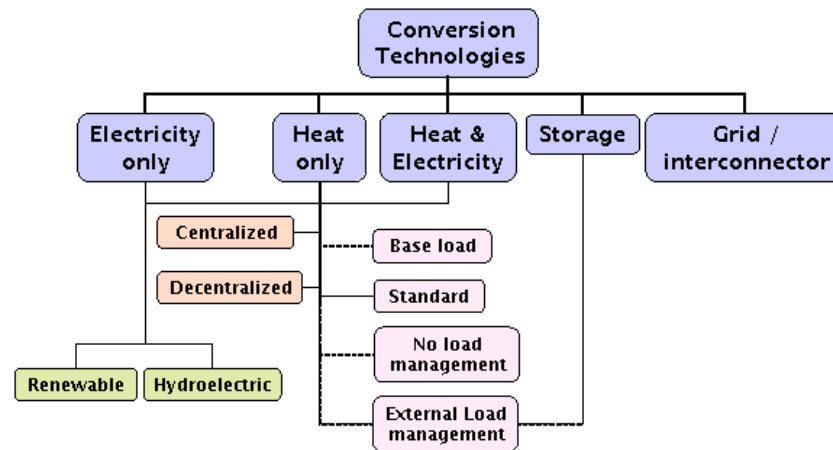 Conversion
Technologies
Electricity
only
Heat
only
Heat &
Electricity
Storage
Grid /
interconnector
Centralized
Base load
Decentralized
Standard
No load
management
Renewable
Hydroelectric
External Load
management